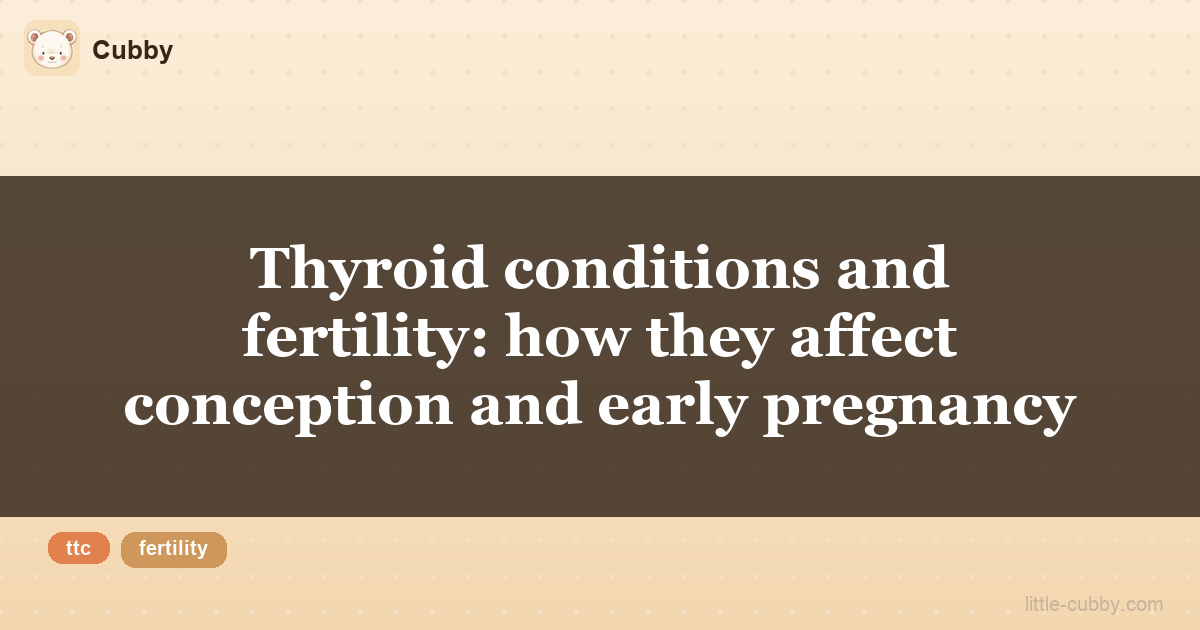 Cubby
Thyroid conditions and
fertility: how they affect
conception and early pregnancy
ttc
fertility
little-cubby.com